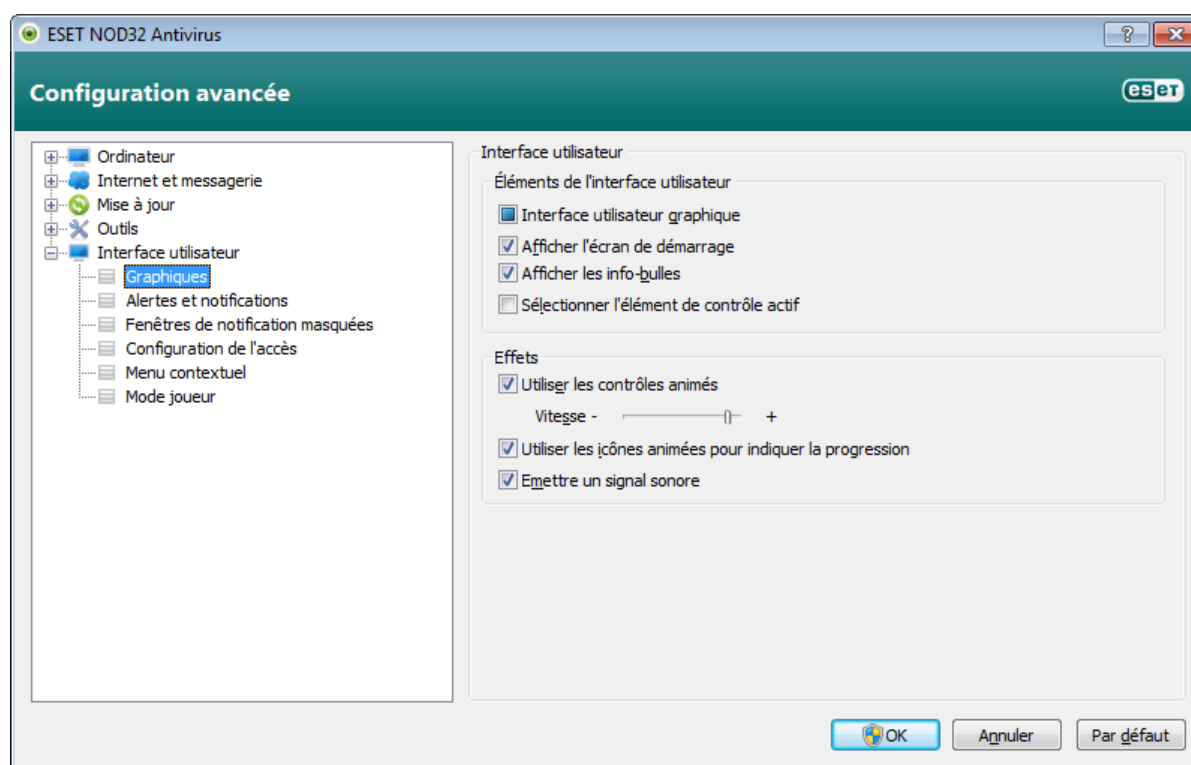 ESET NOD32 Antivirus
Configuration avancée
eset
Ordinateur
Internet et messagerie
Mise à jour
Outils
Interface utilisateur
Graphiques
Alertes et notifications
Fenêtres de notification masquées
Configuration de l'accès
Menu contextuel
Mode joueur
Interface utilisateur
Éléments de l'interface utilisateur
Interface utilisateur graphique
Afficher l'écran de démarrage
Afficher les info-bulles
Sélectionner l'élément de contrôle actif
Effets
Utiliser les contrôles animés
Vitesse - +
Utiliser les icônes animées pour indiquer la progression
Emettre un signal sonore
OK Annuler Par défaut